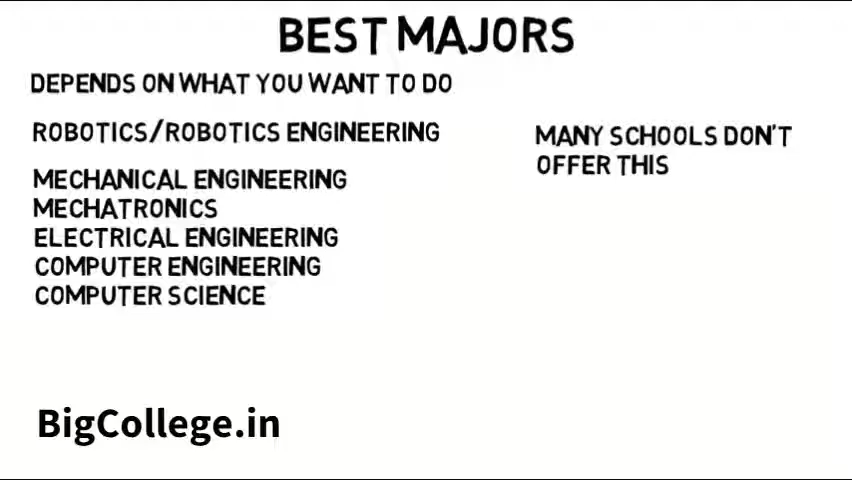 BEST MAJORS
DEPENDS ON WHAT YOU WANT TO DO
ROBOTICS/ROBOTICS ENGINEERING
MANY SCHOOLS DON'T
OFFER THIS
MECHANICAL ENGINEERING
MECHATRONICS
ELECTRICAL ENGINEERING
COMPUTER ENGINEERING
COMPUTER SCIENCE
BigCollege.in